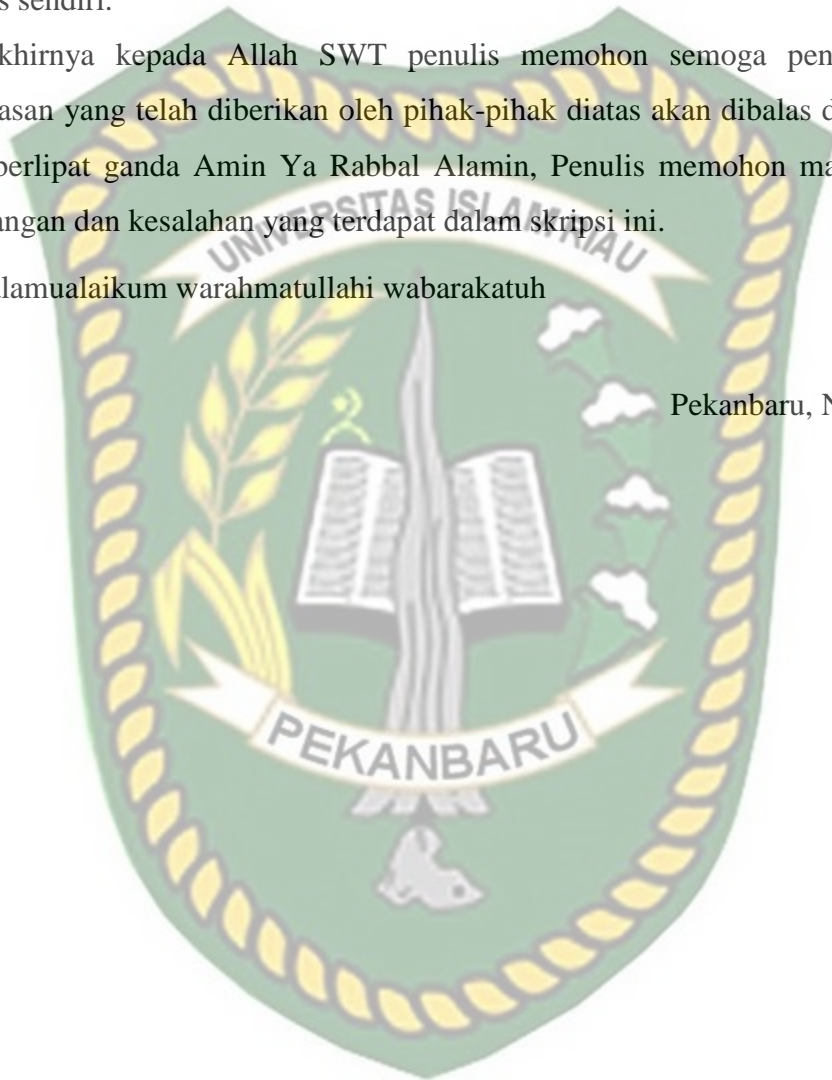 s sendiri.
khirnya kepada Allah SWT penulis memohon semoga pen
asan yang telah diberikan oleh pihak-pihak diatas akan dibalas d
berlipat ganda Amin Ya Rabbal Alamin, Penulis memohon ma
angan dan kesalahan yang terdapat dalam skripsi ini.
UNIVERSITAS ISLAM RIAU
alamualaikum warahmatullahi wabarakatuh
Pekanbaru, N
PEKANBARU